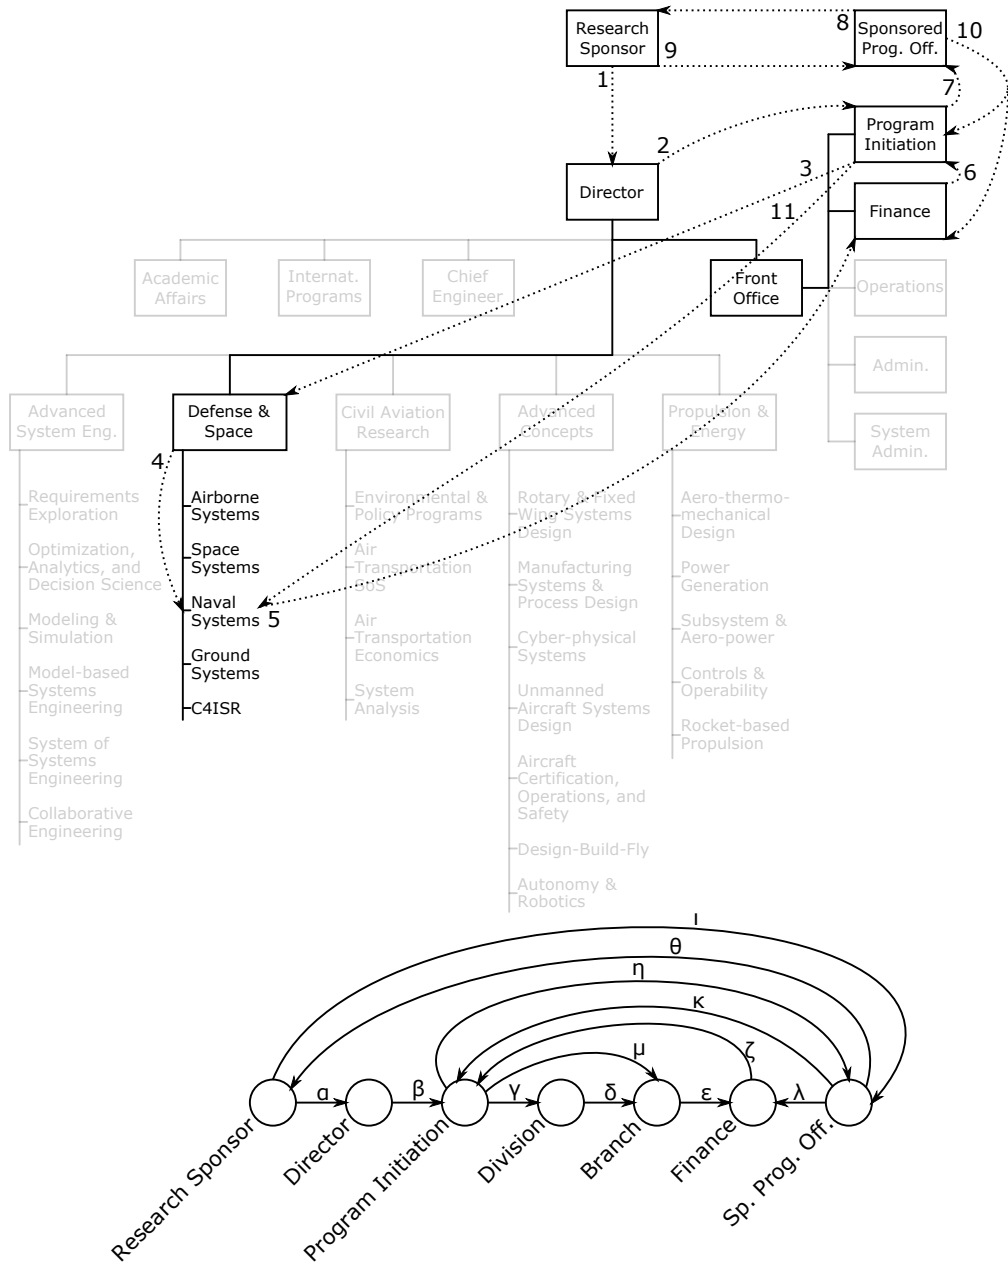 Research
Sponsor
8
Sponsored
Prog. Off.
10
9
1
7
Program
Initiation
2
3
6
Director
11
Finance
Academic
Affairs
Internat.
Programs
Chief
Engineer
Front
Office
Operations
Admin.
System
Admin.
Advanced
System Eng.
Defense &
Space
Civil Aviation
Research
Advanced
Concepts
Propulsion &
Energy
4
Requirements
Exploration
Optimization,
Analytics, and
Decision Science
Modeling &
Simulation
Model-based
Systems
Engineering
System of
Systems
Engineering
Collaborative
Engineering
Airborne
Systems
Space
Systems
Naval
Systems
5
Ground
Systems
C4ISR
Environmental &
Policy Programs
Air
Transportation
SoS
Air
Transportation
Economics
System
Analysis
Rotary & Fixed
Wing Systems
Design
Manufacturing
Systems &
Process Design
Cyber-physical
Systems
Unmanned
Aircraft Systems
Design
Aircraft
Certification,
Operations, and
Safety
Design-Build-Fly
Autonomy &
Robotics
Aero-thermo-
mechanical
Design
Power
Generation
Subsystem &
Aero-power
Controls &
Operability
Rocket-based
Propulsion
ι
θ
η
κ
μ
ζ
α
β
γ
δ
ε
λ
Research Sponsor
Director
Program Initiation
Division
Branch
Finance
Sp. Prog. Off.